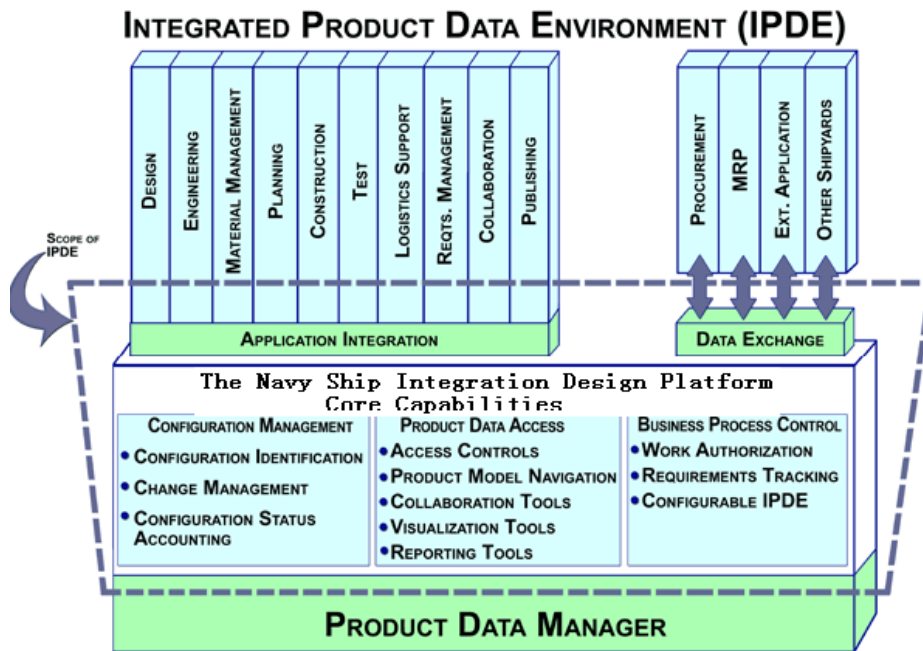 INTEGRATED PRODUCT DATA ENVIRONMENT (IPDE)
DESIGN
ENGINEERING
MATERIAL MANAGEMENT
PLANNING
CONSTRUCTION
TEST
LOGISTICS SUPPORT
REQTS. MANAGEMENT
COLLABORATION
PUBLISHING
PROCUREMENT
MRP
EXT. APPLICATION
OTHER SHIPYARDS
SCOPE OF
IPDE
APPLICATION INTEGRATION
DATA EXCHANGE
The Navy Ship Integration Design Platform
Core Capabilities
CONFIGURATION MANAGEMENT
• CONFIGURATION IDENTIFICATION
• CHANGE MANAGEMENT
• CONFIGURATION STATUS
ACCOUNTING
PRODUCT DATA ACCESS
• ACCESS CONTROLS
• PRODUCT MODEL NAVIGATION
• COLLABORATION TOOLS
• VISUALIZATION TOOLS
• REPORTING TOOLS
BUSINESS PROCESS CONTROL
• WORK AUTHORIZATION
• REQUIREMENTS TRACKING
• CONFIGURABLE IPDE
PRODUCT DATA MANAGER